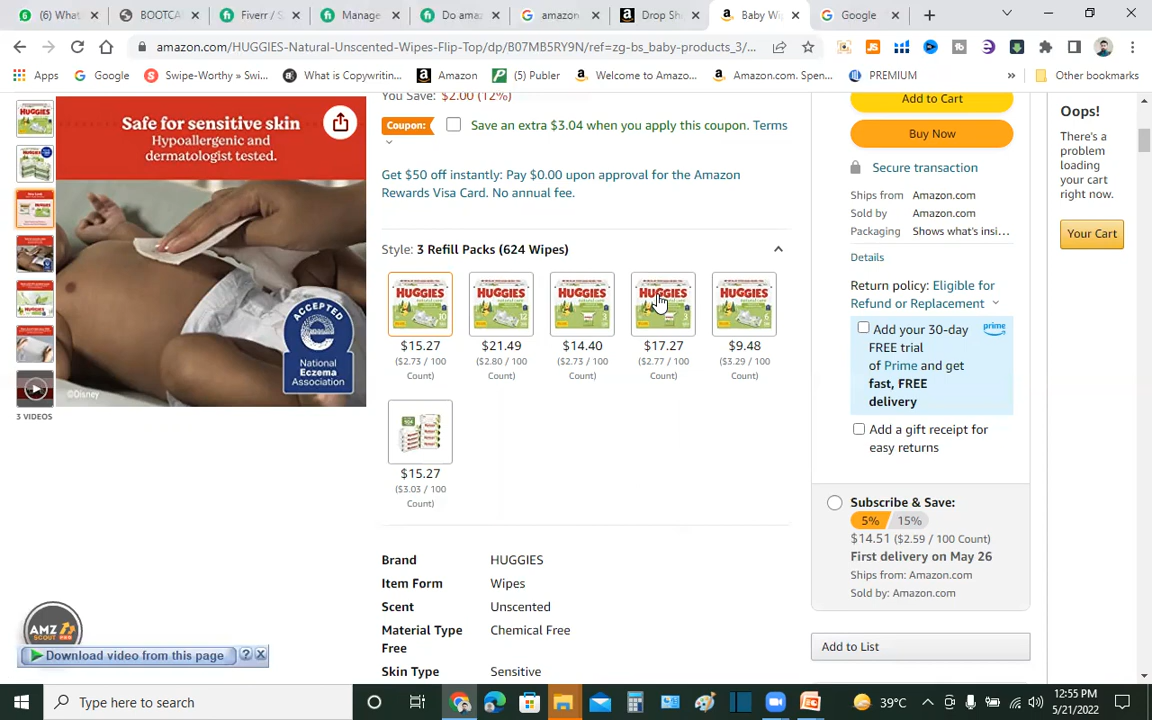 (6) What
BOOTCA
Fiverr / S
Manage
Do amaz
amazon
Drop Sh
Baby Wi
Google
amazon.com/HUGGIES-Natural-Unscented-Wipes-Flip-Top/dp/B07MB5RY9N/ref=zg-bs_baby-products_3/...
Apps
Google
Swipe-Worthy » Swi...
What is Copywritin...
Amazon
(5) Publer
Welcome to Amazo...
Amazon.com. Spen...
PREMIUM
»
Other bookmarks
Safe for sensitive skin
Hypoallergenic and
dermatologist tested.
ACCEPTED
National
Eczema
Association
©Disney
3 VIDEOS
You Save: $2.00 (12%)
Coupon:
Save an extra $3.04 when you apply this coupon. Terms
Get $50 off instantly: Pay $0.00 upon approval for the Amazon
Rewards Visa Card. No annual fee.
Style: 3 Refill Packs (624 Wipes)
HUGGIES
HUGGIES
HUGGIES
HUGGIES
HUGGIES
$15.27
$21.49
$14.40
$17.27
$9.48
($2.73 / 100
($2.80 / 100
($2.73 / 100
($2.77 / 100
($3.29 / 100
Count)
Count)
Count)
Count)
Count)
$15.27
($3.03 / 100
Count)
Brand HUGGIES
Item Form Wipes
Scent Unscented
Material Type Chemical Free
Free
Skin Type Sensitive
Add to Cart
Buy Now
Secure transaction
Ships from Amazon.com
Sold by Amazon.com
Packaging Shows what's insi...
Details
Return policy: Eligible for
Refund or Replacement
Add your 30-day
prime
FREE trial
of Prime and get
fast, FREE
delivery
Add a gift receipt for
easy returns
Subscribe & Save:
5% 15%
$14.51 ($2.59 / 100 Count)
First delivery on May 26
Ships from: Amazon.com
Sold by: Amazon.com
Add to List
Oops!
There's a
problem
loading
your cart
right now.
Your Cart
AMZ
SCOUT PRO
Download video from this page
Type here to search
39°C
12:55 PM
5/21/2022